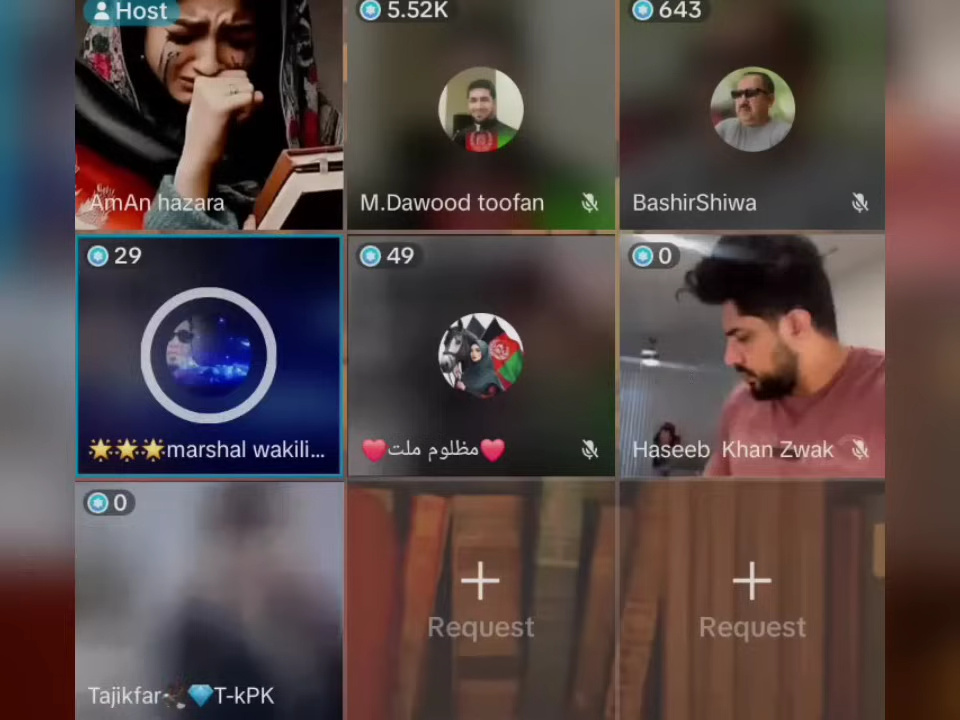 Host
5.52K
643
AmAn hazara
M.Dawood toofan
BashirShiwa
29
49
0
🌟🌟🌟marshal wakili...
❤️مظلوم ملت❤️
Haseeb Khan Zwak
0
Request
Request
Tajikfar🦅💎T-kPK